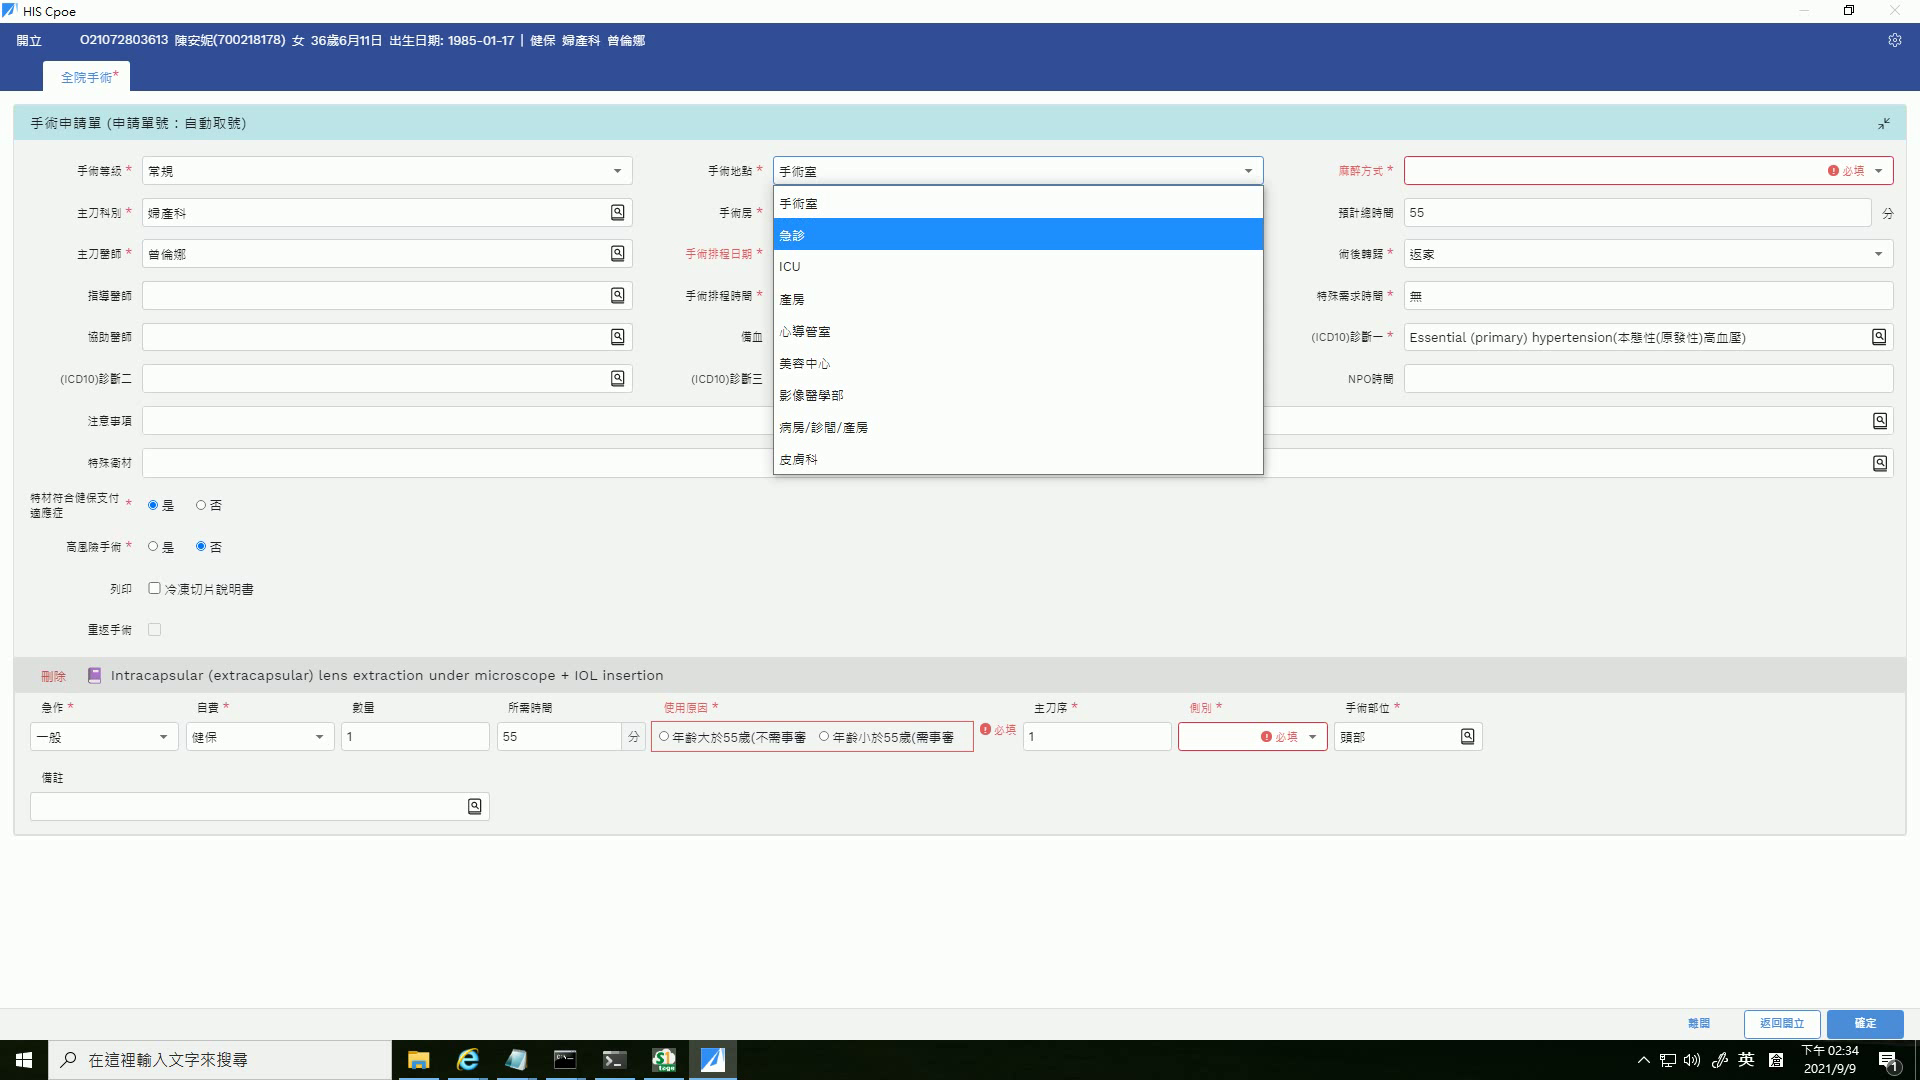 HIS Cpoe
開立 O21072803613 陳安妮(700218178) 女 36歲6月11日 出生日期: 1985-01-17 | 健保 婦產科 曾倫娜
全院手術*
手術申請單 (申請單號：自動取號)
手術等級 * 常規 手術地點 * 手術室 麻醉方式 * 必填
手術室
主刀科別 * 婦產科 手術房 * 預計總時間 55 分
急診
主刀醫師 * 曾倫娜 手術排程日期 * 術後轉歸 * 返家
ICU
指導醫師 手術排程時間 * 產房 特殊需求時間 * 無
協助醫師 備血 心導管室 (ICD10)診斷一 * Essential (primary) hypertension(本態性(原發性)高血壓)
美容中心
(ICD10)診斷二 (ICD10)診斷三 NPO時間
影像醫學部
注意事項 病房/診間/產房
特殊衛材 皮膚科
特材符合健保支付適應症 * 是 否
高風險手術 * 是 否
列印 冷凍切片說明書
重返手術
刪除 Intracapsular (extracapsular) lens extraction under microscope + IOL insertion
急作 * 自費 * 數量 所需時間 使用原因 * 主刀序 * 側別 * 手術部位 *
一般 健保 1 55 分 年齡大於55歲(不需事審 年齡小於55歲(需事審 必填 1 必填 頭部
備註
離開 返回開立 確定
在這裡輸入文字來搜尋
英
下午 02:34
2021/9/9
1